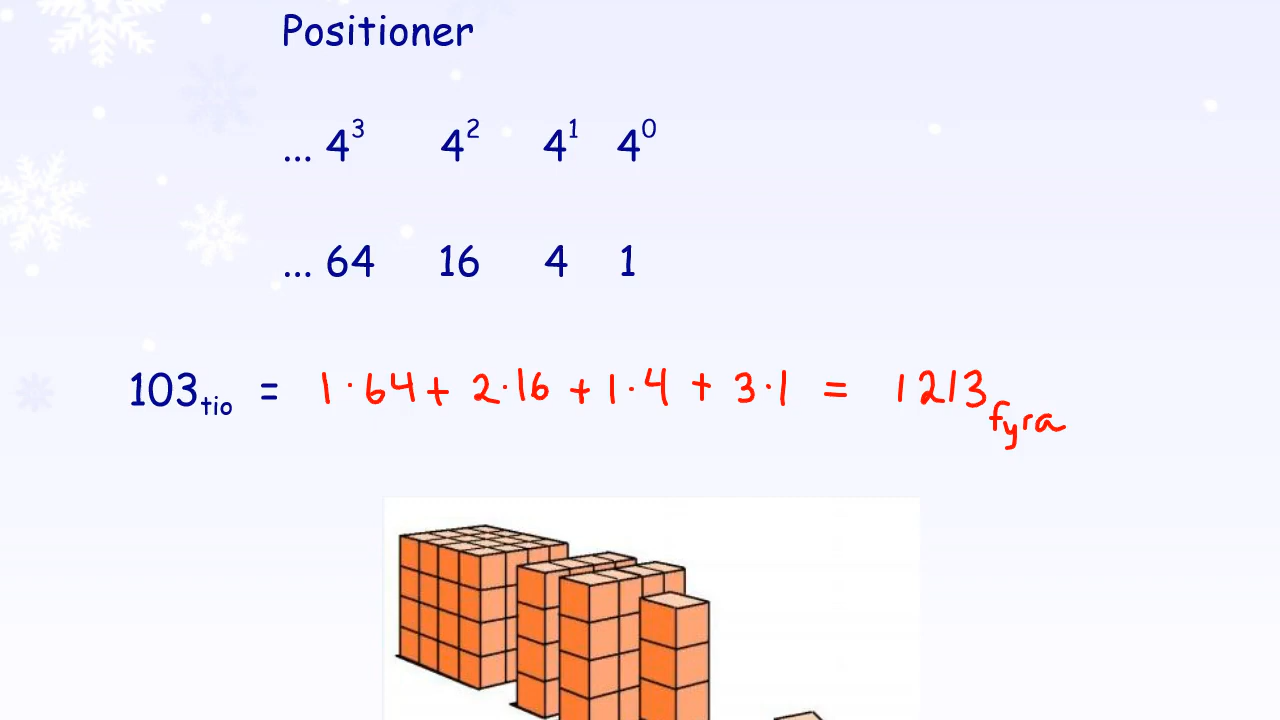 Positioner
... 4³ 4² 4¹ 4⁰
... 64 16 4 1
103tio = 1·64 + 2·16 + 1·4 + 3·1 = 1213fyra